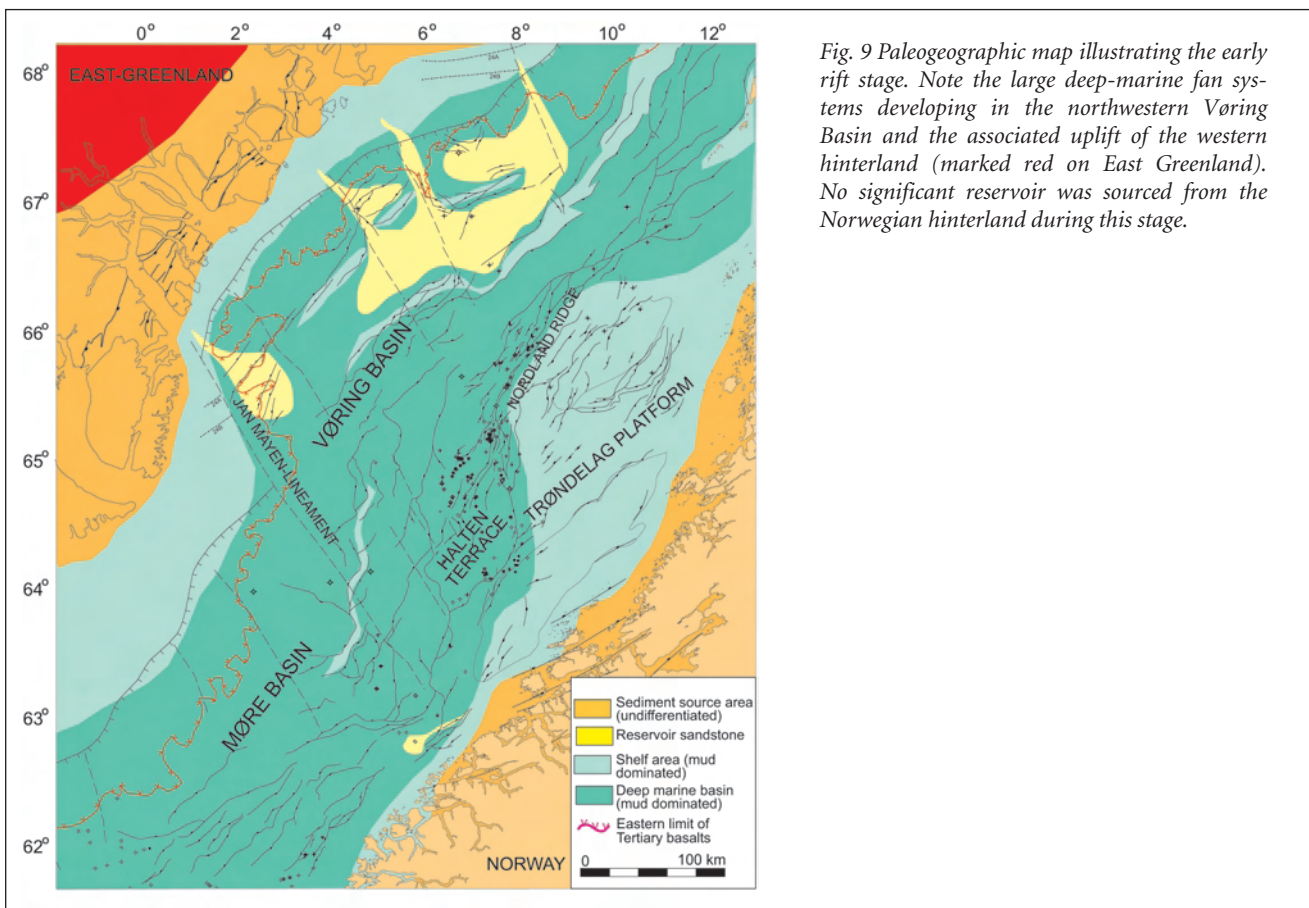 0° 2° 4° 6° 8° 10° 12°
68°
EAST-GREENLAND
24A
24B
67°
66°
65°
64°
63°
62°
24A
24B
JAN MAYEN-LINEAMENT
VØRING BASIN
NORDLAND RIDGE
TRØNDELAG PLATFORM
HALTEN
TERRACE
MØRE BASIN
NORWAY
Sediment source area
(undifferentiated)
Reservoir sandstone
Shelf area (mud
dominated)
Deep marine basin
(mud dominated)
Eastern limit of
Tertiary basalts
0 100 km
Fig. 9 Paleogeographic map illustrating the early
rift stage. Note the large deep-marine fan sys-
tems developing in the northwestern Vøring
Basin and the associated uplift of the western
hinterland (marked red on East Greenland).
No significant reservoir was sourced from the
Norwegian hinterland during this stage.